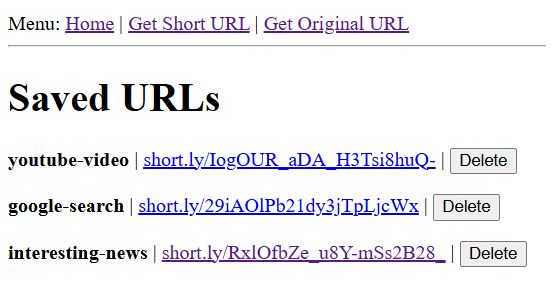 Menu: Home | Get Short URL | Get Original URL
Saved URLs
youtube-video | short.ly/IogOUR_aDA_H3Tsi8huQ- | Delete
google-search | short.ly/29iAOlPb21dy3jTpLjcWx | Delete
interesting-news | short.ly/RxlOfbZe_u8Y-mSs2B28_ | Delete